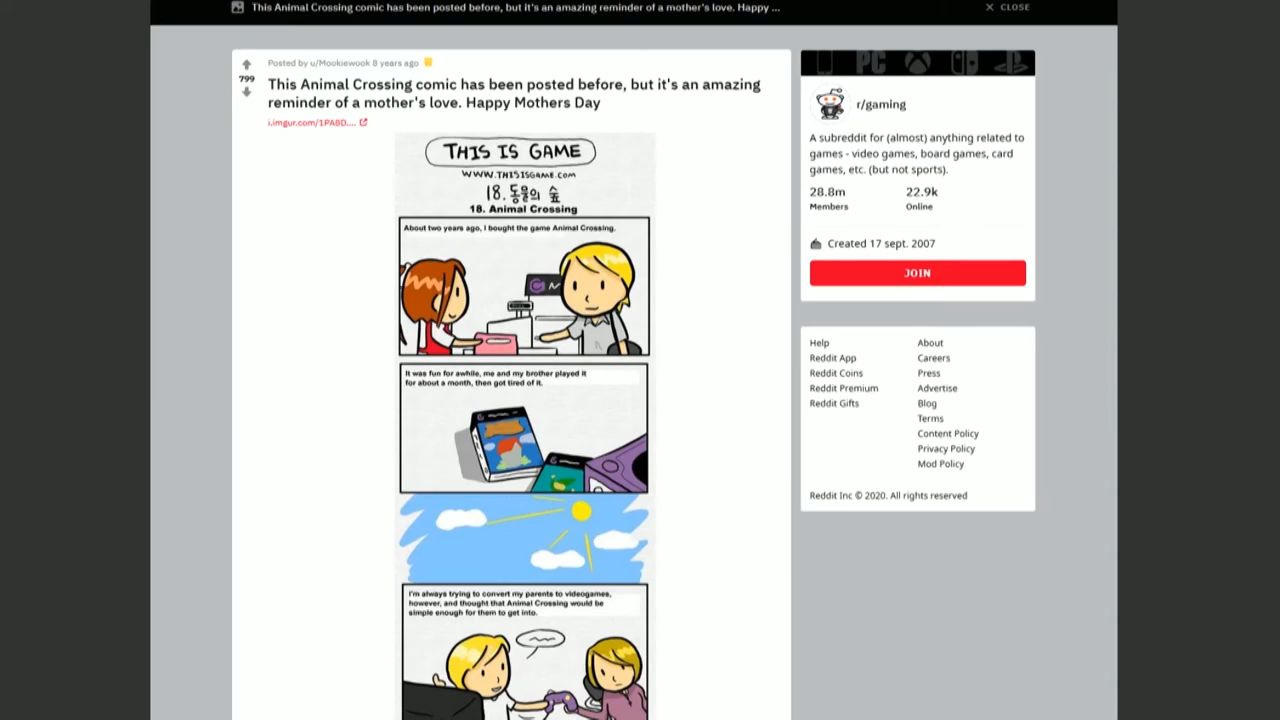 This Animal Crossing comic has been posted before, but it's an amazing reminder of a mother's love. Happy ...
CLOSE
Posted by u/Mookiewook 8 years ago
799
This Animal Crossing comic has been posted before, but it's an amazing
reminder of a mother's love. Happy Mothers Day
i.imgur.com/1PABD....
THIS IS GAME
WWW.THISISGAME.COM
18. 동물의 숲
18. Animal Crossing
About two years ago, I bought the game Animal Crossing.
It was fun for awhile, me and my brother played it
for about a month, then got tired of it.
I'm always trying to convert my parents to videogames,
however, and thought that Animal Crossing would be
simple enough for them to get into.
PC
r/gaming
A subreddit for (almost) anything related to
games - video games, board games, card
games, etc. (but not sports).
28.8m 22.9k
Members Online
Created 17 sept. 2007
JOIN
Help About
Reddit App Careers
Reddit Coins Press
Reddit Premium Advertise
Reddit Gifts Blog
Terms
Content Policy
Privacy Policy
Mod Policy
Reddit Inc © 2020. All rights reserved